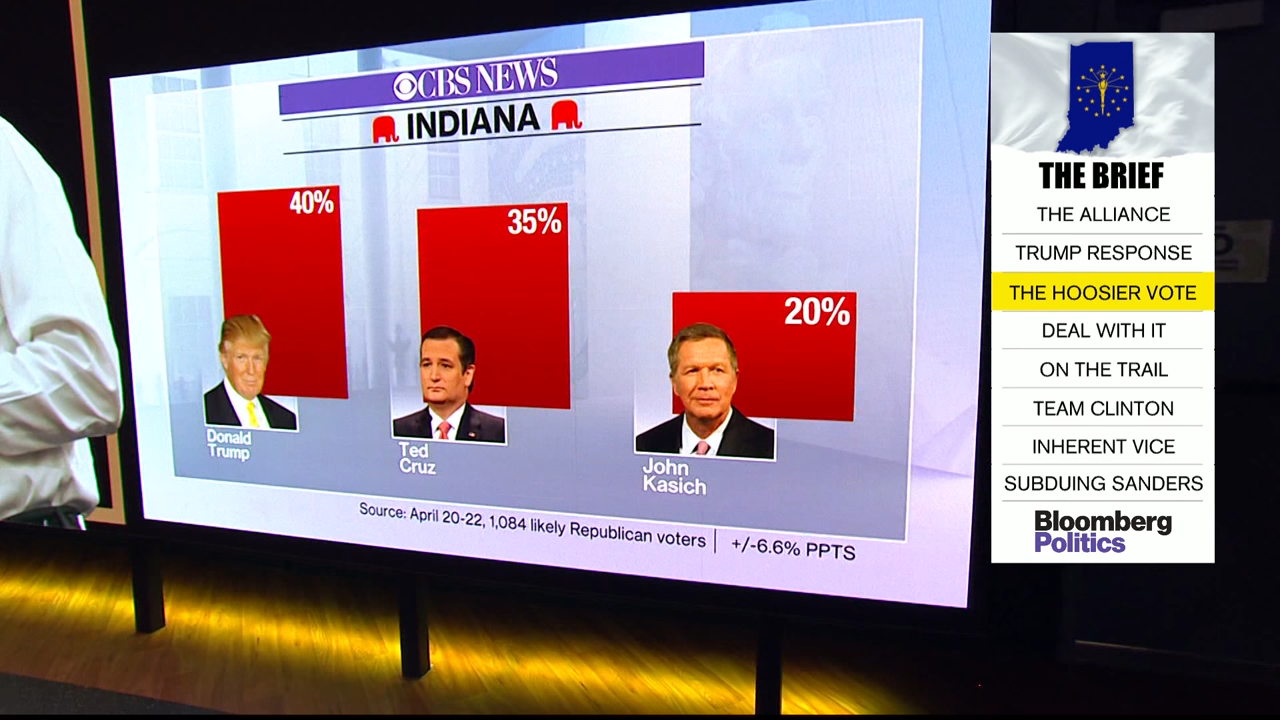 CBS NEWS
INDIANA
40%
35%
20%
Donald
Trump
Ted
Cruz
John
Kasich
Source: April 20-22, 1,084 likely Republican voters | +/-6.6% PPTS
THE BRIEF
THE ALLIANCE
TRUMP RESPONSE
THE HOOSIER VOTE
DEAL WITH IT
ON THE TRAIL
TEAM CLINTON
INHERENT VICE
SUBDUING SANDERS
Bloomberg
Politics